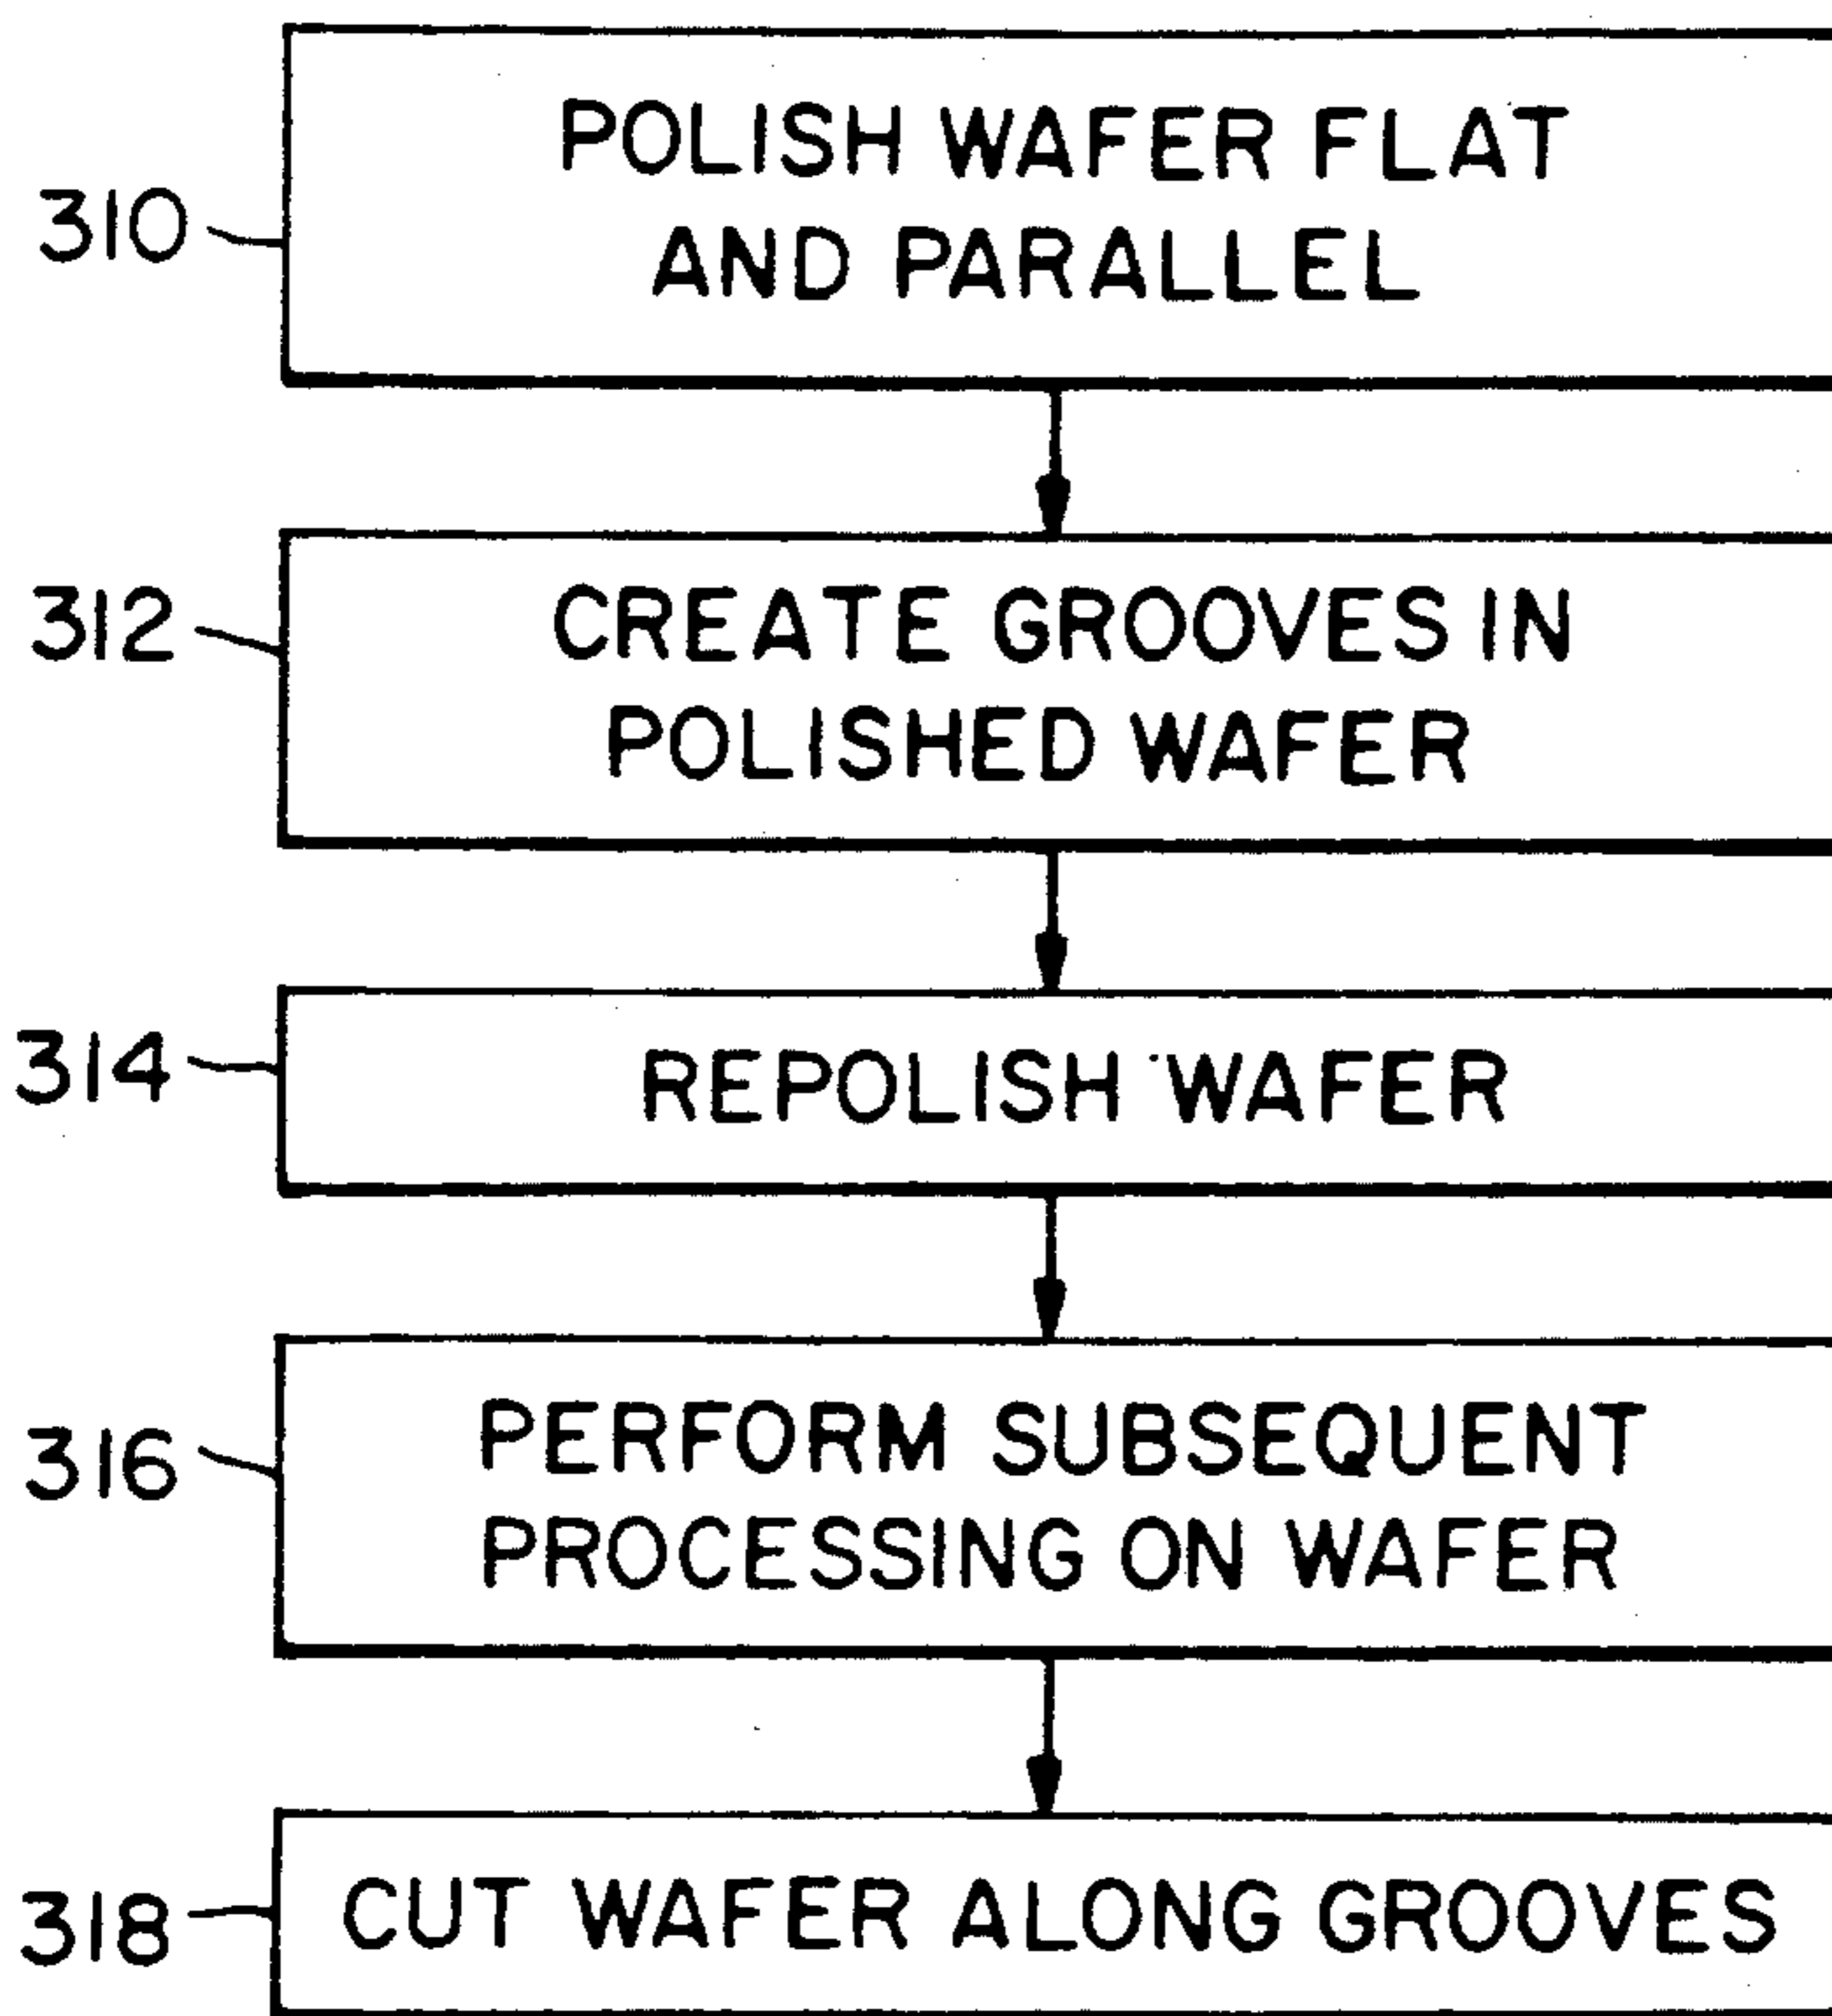 310
POLISH WAFER FLAT
AND PARALLEL
312
CREATE GROOVES IN
POLISHED WAFER
314
REPOLISH WAFER
316
PERFORM SUBSEQUENT
PROCESSING ON WAFER
318
CUT WAFER ALONG GROOVES